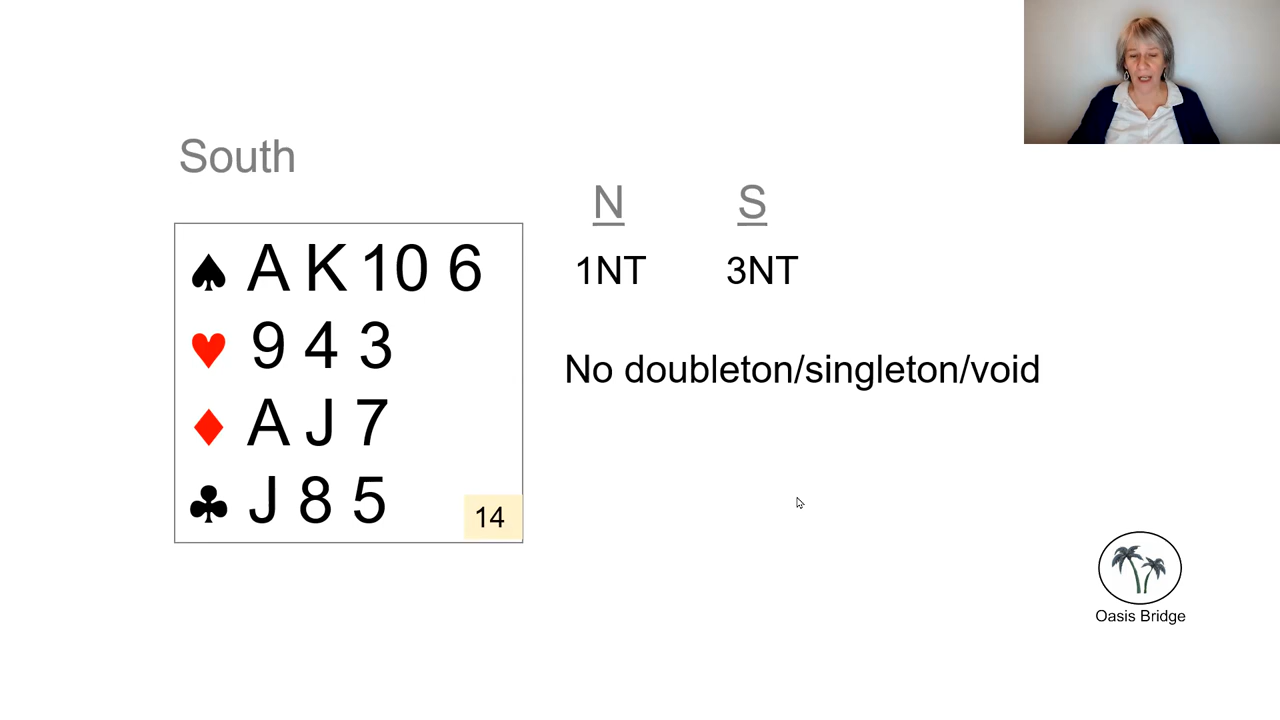 South
N S
1NT 3NT
♠ A K 10 6
♥ 9 4 3
♦ A J 7
♣ J 8 5
14
No doubleton/singleton/void
Oasis Bridge